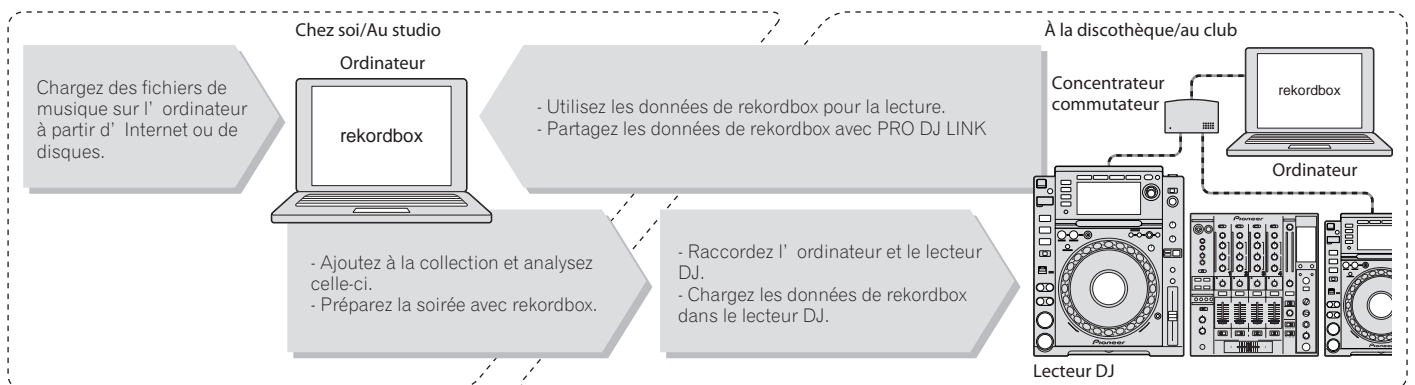 Chez soi/Au studio
Ordinateur
Chargez des fichiers de
musique sur l' ordinateur
à partir d' Internet ou de
disques.
rekordbox
- Utilisez les données de rekordbox pour la lecture.
- Partagez les données de rekordbox avec PRO DJ LINK
- Ajoutez à la collection et analysez
celle-ci.
- Préparez la soirée avec rekordbox.
- Raccordez l' ordinateur et le lecteur
DJ.
- Chargez les données de rekordbox
dans le lecteur DJ.
À la discothèque/au club
Concentrateur
commutateur
rekordbox
Ordinateur
Pioneer
Pioneer
Lecteur DJ